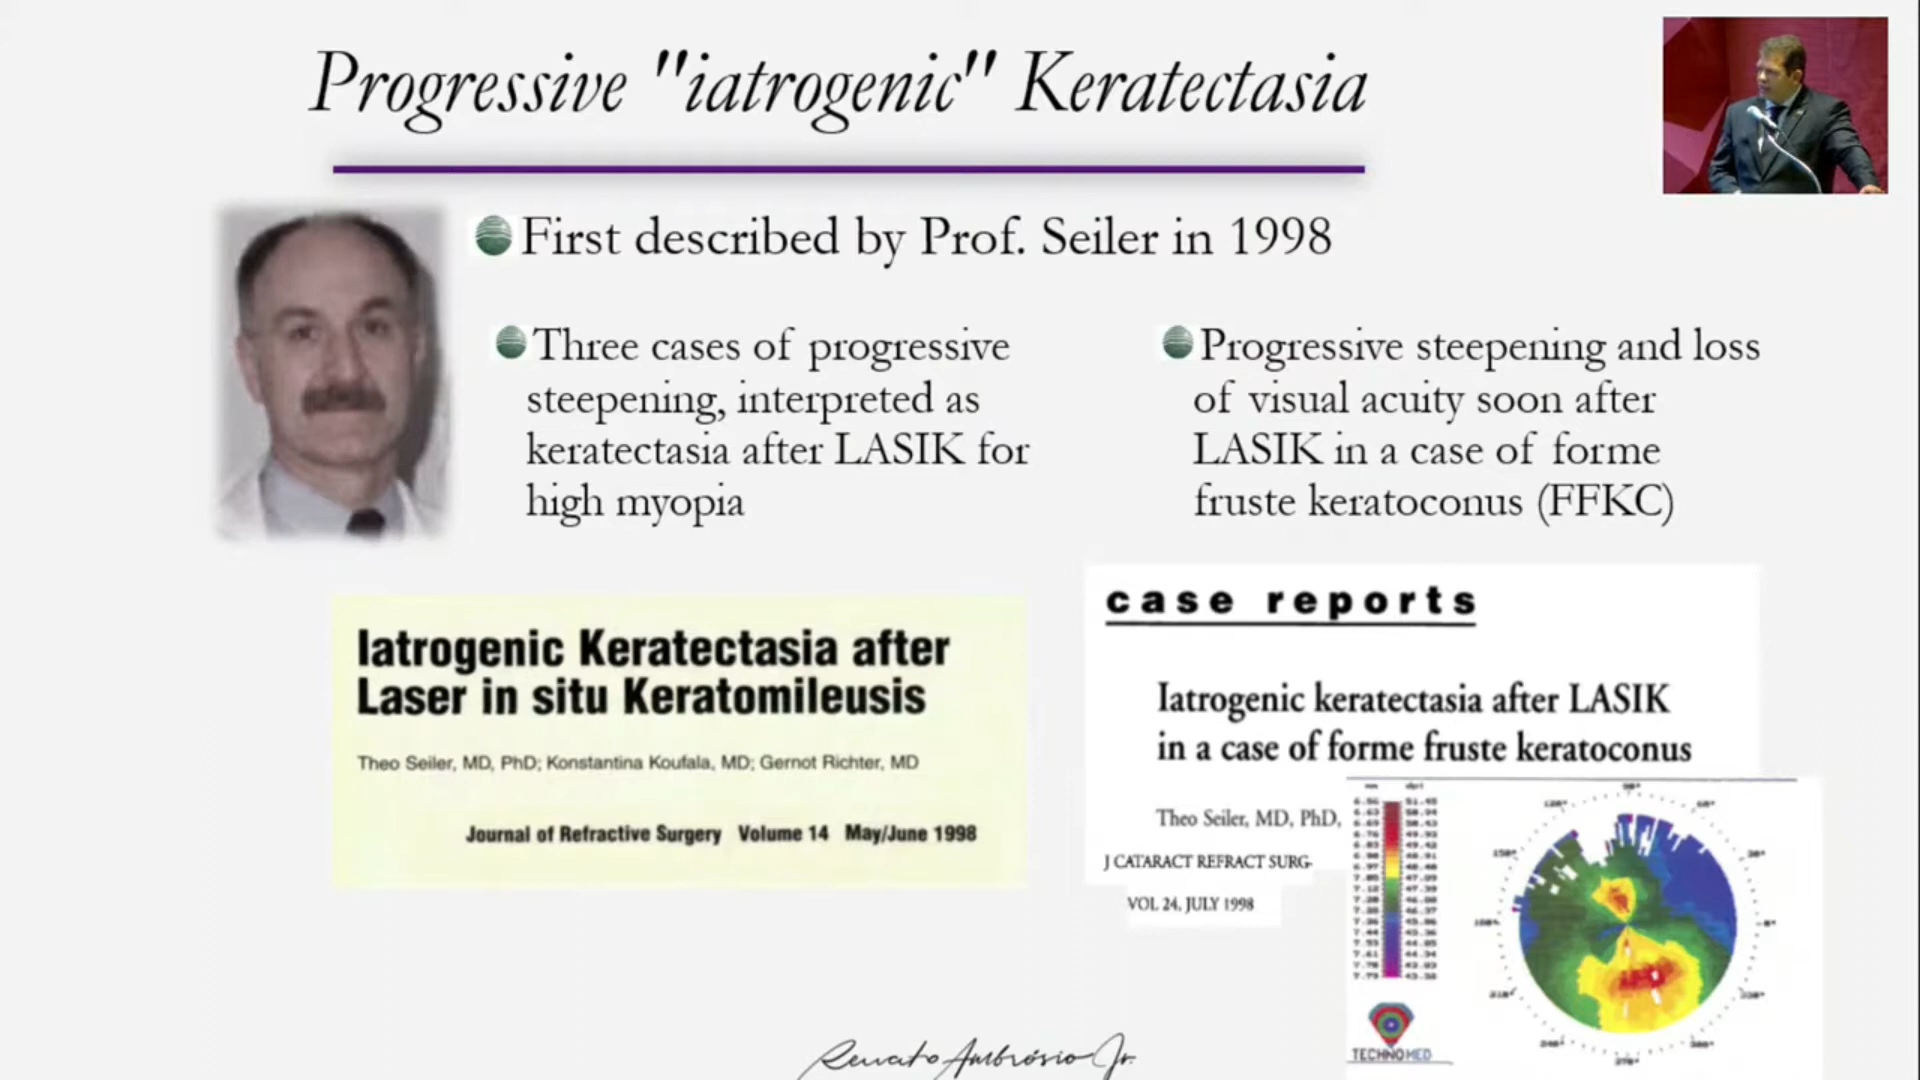 Progressive "iatrogenic" Keratectasia
First described by Prof. Seiler in 1998
Three cases of progressive
steepening, interpreted as
keratectasia after LASIK for
high myopia
Progressive steepening and loss
of visual acuity soon after
LASIK in a case of forme
fruste keratoconus (FFKC)
Iatrogenic Keratectasia after
Laser in situ Keratomileusis
Theo Seiler, MD, PhD; Konstantina Koufala, MD; Gernot Richter, MD
Journal of Refractive Surgery Volume 14 May/June 1998
case reports
Iatrogenic keratectasia after LASIK
in a case of forme fruste keratoconus
Theo Seiler, MD, PhD,
J CATARACT REFRACT SURG-
VOL 24, JULY 1998
TECHNOMED
Renato Ambrósio Jr.